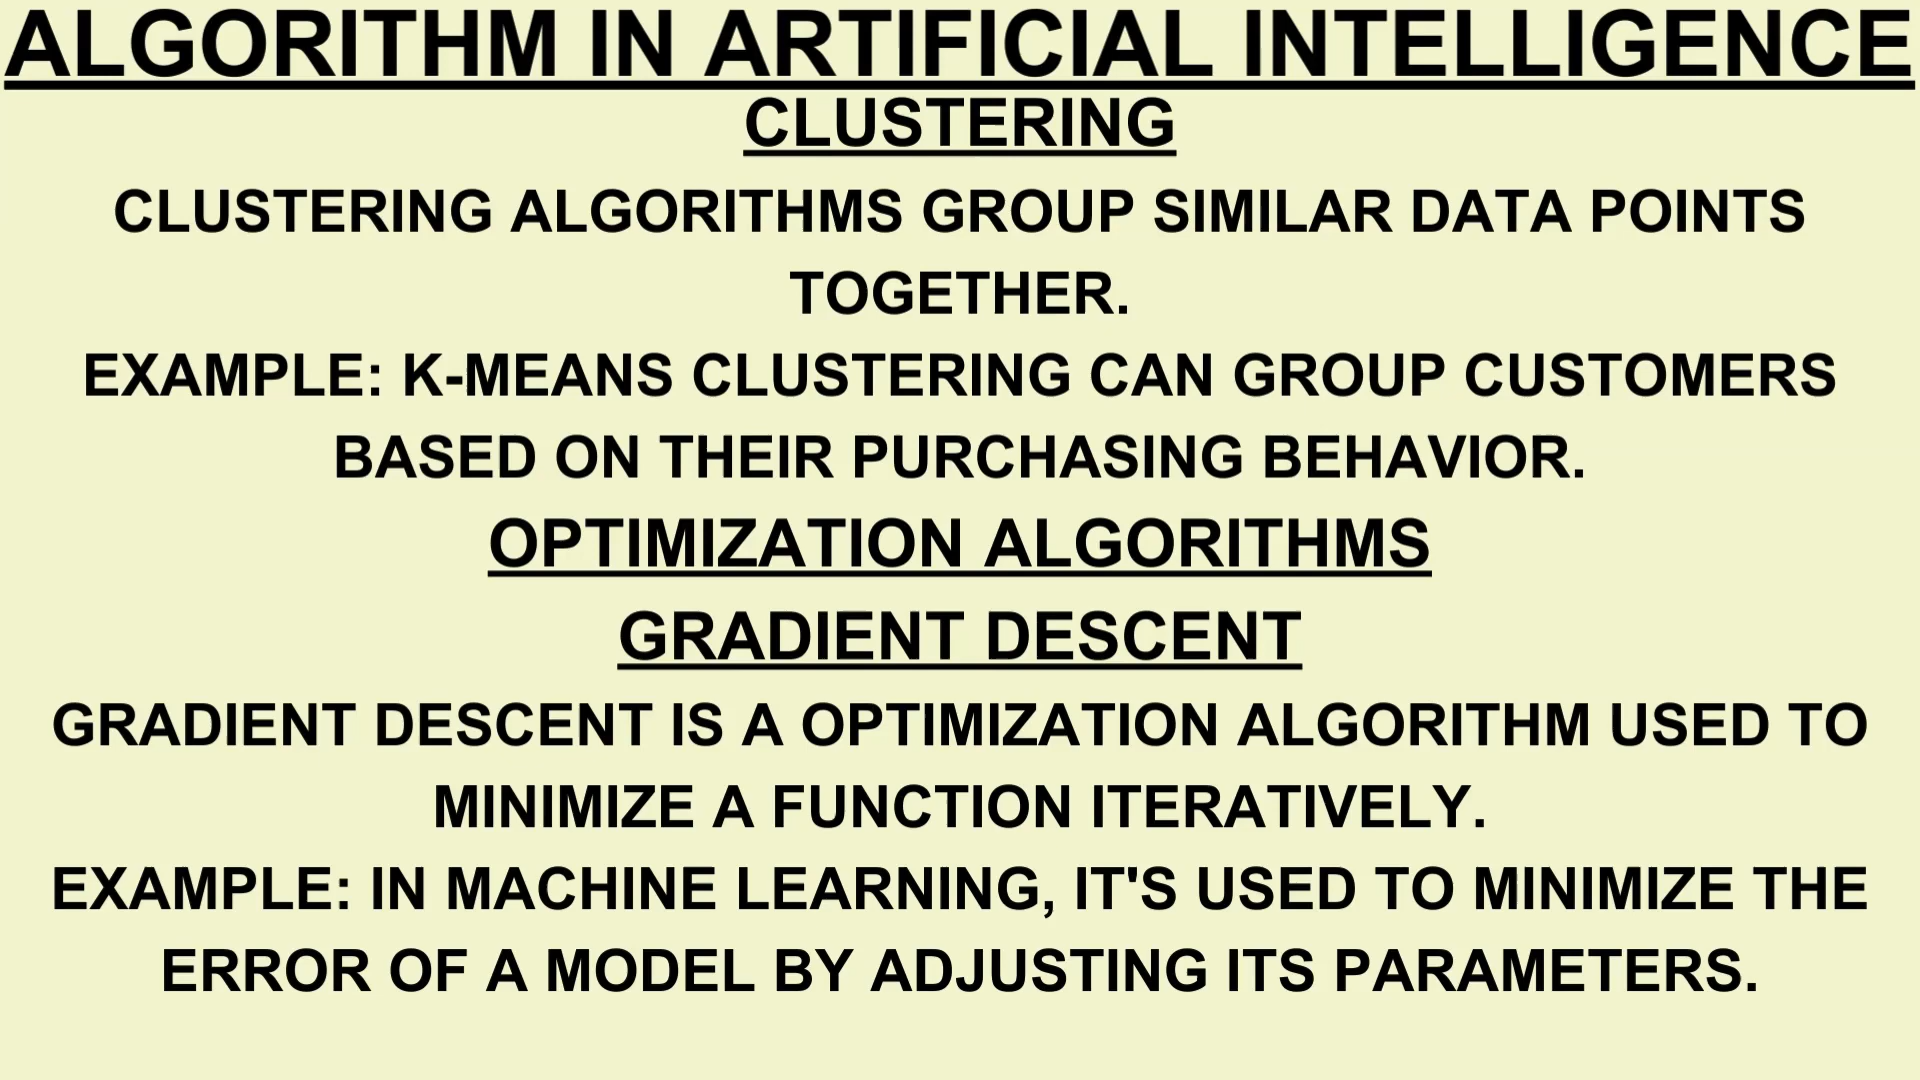 ALGORITHM IN ARTIFICIAL INTELLIGENCE
CLUSTERING
CLUSTERING ALGORITHMS GROUP SIMILAR DATA POINTS
TOGETHER.
EXAMPLE: K-MEANS CLUSTERING CAN GROUP CUSTOMERS
BASED ON THEIR PURCHASING BEHAVIOR.
OPTIMIZATION ALGORITHMS
GRADIENT DESCENT
GRADIENT DESCENT IS A OPTIMIZATION ALGORITHM USED TO
MINIMIZE A FUNCTION ITERATIVELY.
EXAMPLE: IN MACHINE LEARNING, IT'S USED TO MINIMIZE THE
ERROR OF A MODEL BY ADJUSTING ITS PARAMETERS.